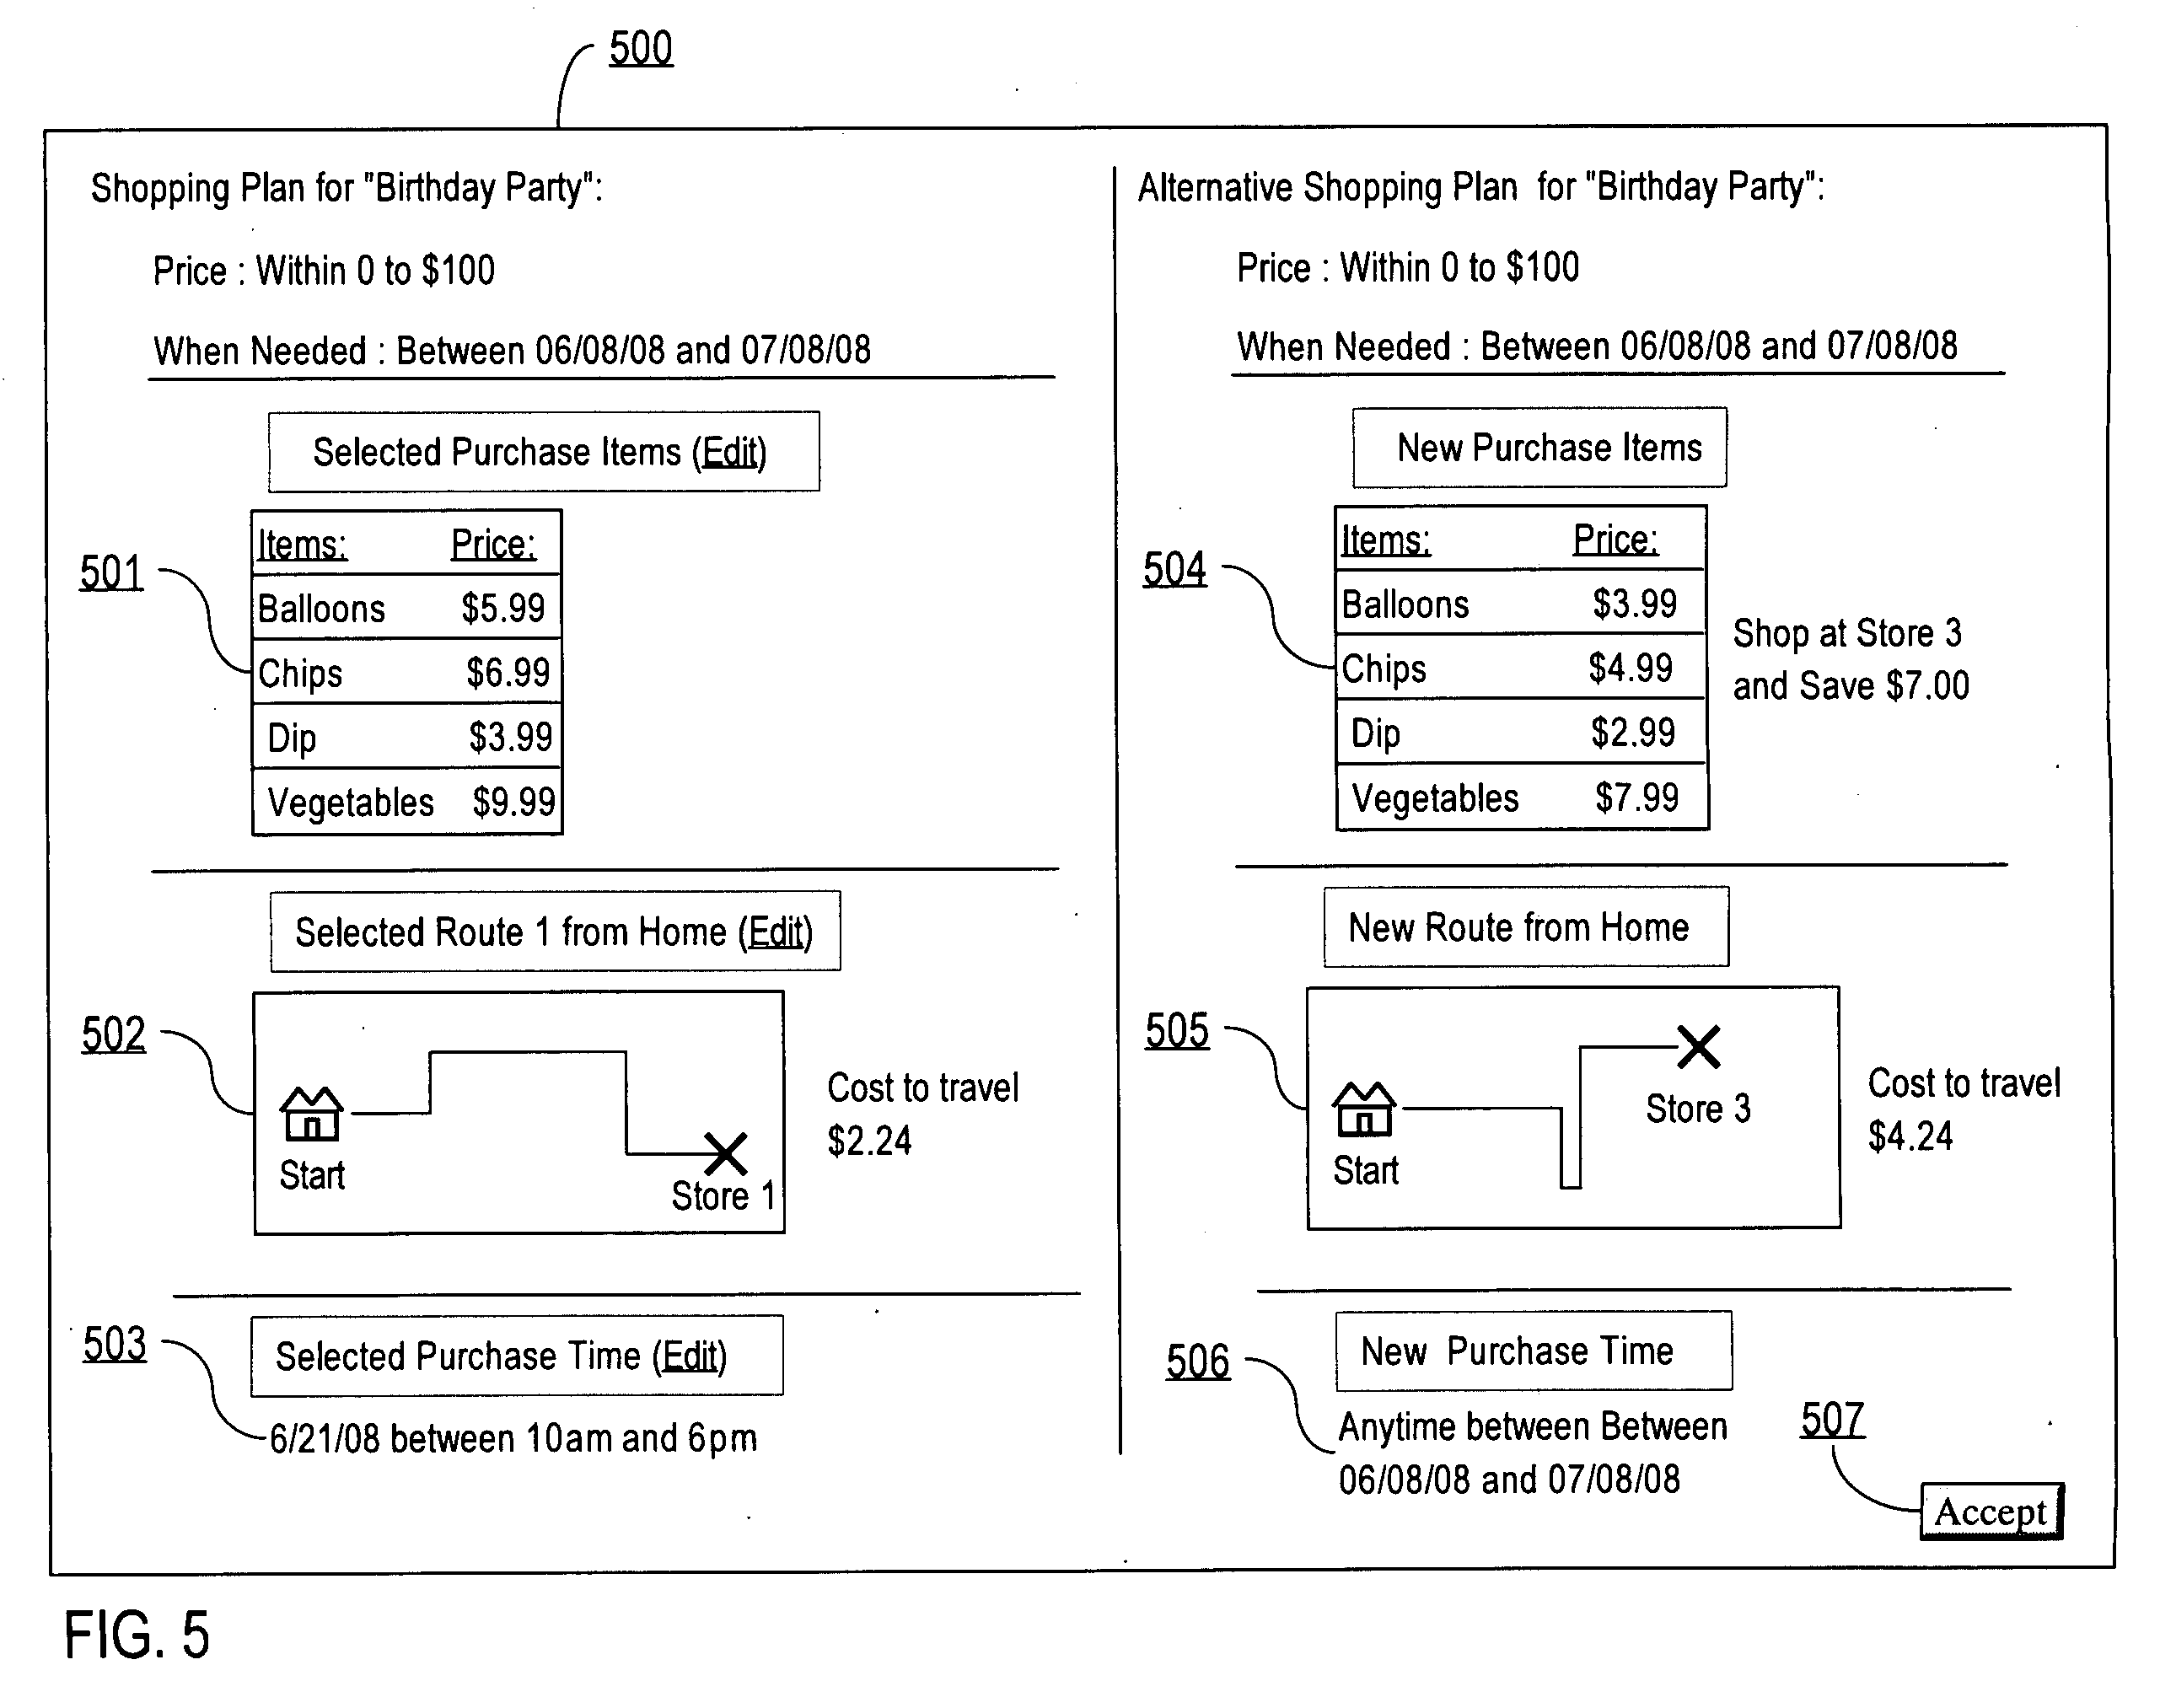 500
Shopping Plan for "Birthday Party":
Price : Within 0 to $100
When Needed : Between 06/08/08 and 07/08/08
Selected Purchase Items (Edit)
501
Items: Price:
Balloons $5.99
Chips $6.99
Dip $3.99
Vegetables $9.99
Selected Route 1 from Home (Edit)
502
Start
Store 1
Cost to travel
$2.24
503
Selected Purchase Time (Edit)
6/21/08 between 10am and 6pm
Alternative Shopping Plan for "Birthday Party":
Price : Within 0 to $100
When Needed : Between 06/08/08 and 07/08/08
New Purchase Items
504
Items: Price:
Balloons $3.99
Chips $4.99
Dip $2.99
Vegetables $7.99
Shop at Store 3
and Save $7.00
New Route from Home
505
Start
Store 3
Cost to travel
$4.24
506
New Purchase Time
Anytime between Between
06/08/08 and 07/08/08
507
Accept
FIG. 5